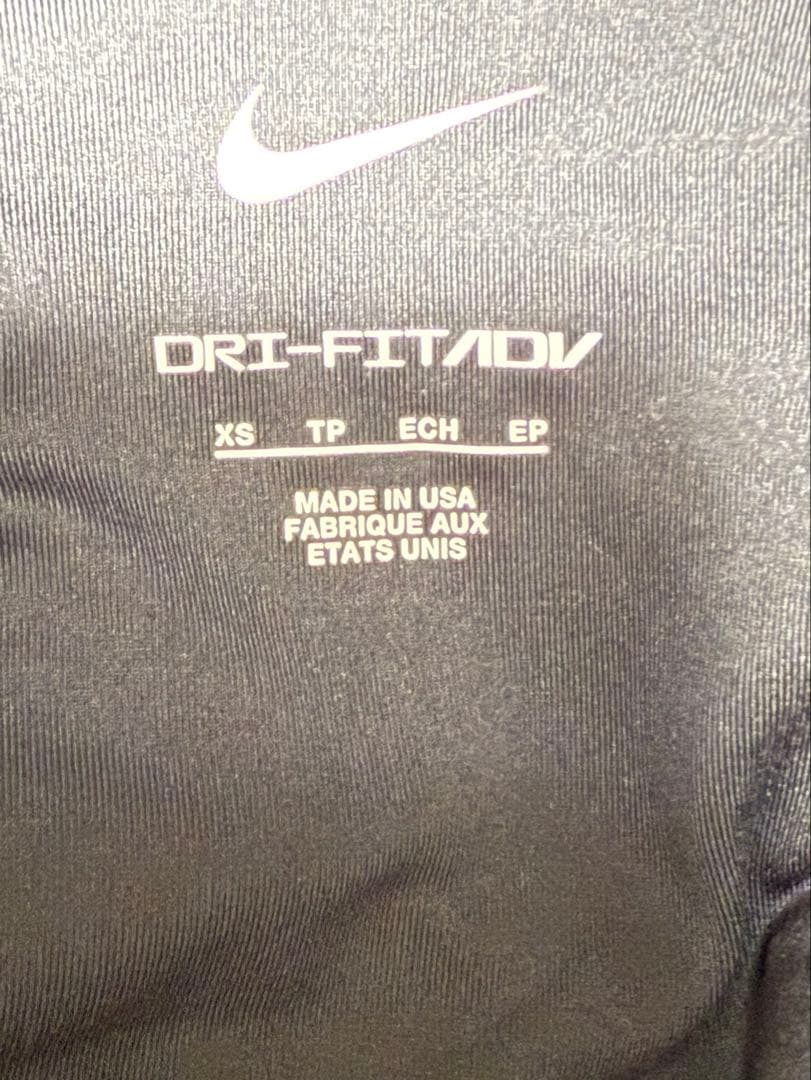 DRI-FIT ADV
XS TP ECH EP
MADE IN USA
FABRIQUE AUX
ETATS UNIS